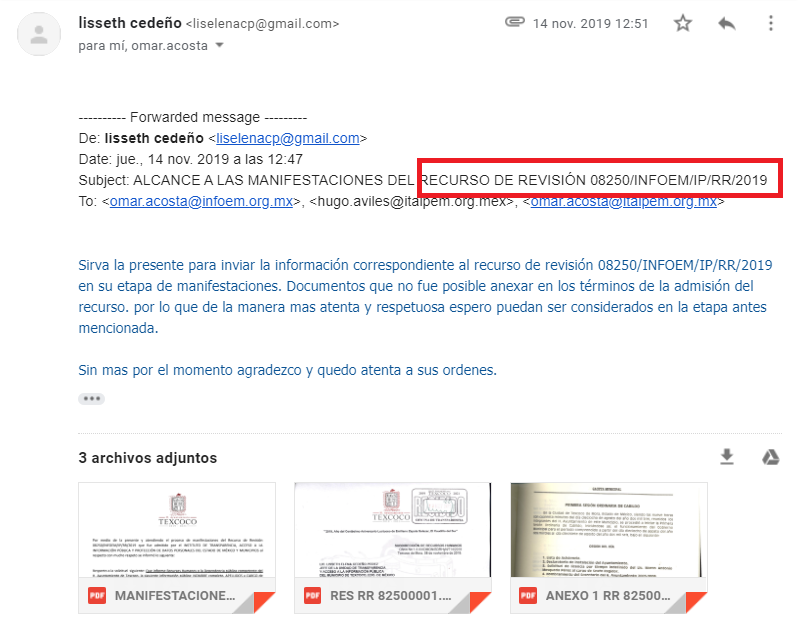 lisseth cedeño <liselenacp@gmail.com>
14 nov. 2019 12:51
para mí, omar.acosta
---------- Forwarded message ---------
De: lisseth cedeño <liselenacp@gmail.com>
Date: jue., 14 nov. 2019 a las 12:47
Subject: ALCANCE A LAS MANIFESTACIONES DEL RECURSO DE REVISIÓN 08250/INFOEM/IP/RR/2019
To: <omar.acosta@infoem.org.mx>, <hugo.aviles@italpem.org.mex>, <omar.acosta@italpem.org.mx>
Sirva la presente para inviar la información correspondiente al recurso de revisión 08250/INFOEM/IP/RR/2019
en su etapa de manifestaciones. Documentos que no fue posible anexar en los términos de la admisión del
recurso. por lo que de la manera mas atenta y respetuosa espero puedan ser considerados en la etapa antes
mencionada.
Sin mas por el momento agradezco y quedo atenta a sus ordenes.
3 archivos adjuntos
TEXCOCO
PDF MANIFESTACIONE...
TEXCOCO
PDF RES RR 82500001....
PDF ANEXO 1 RR 82500...